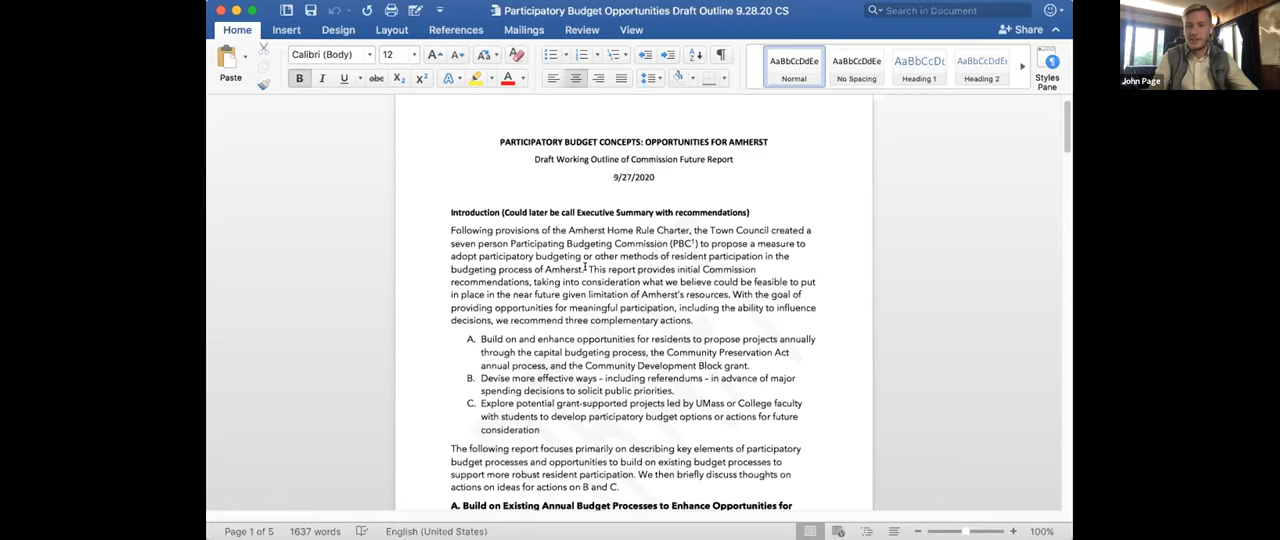 Participatory Budget Opportunities Draft Outline 9.28.20 CS
Search in Document
Home Insert Design Layout References Mailings Review View
Share
Paste
Calibri (Body) 12
AaBbCcDdEe AaBbCcDdEe AaBbCcDc AaBbCcDdEe
Normal No Spacing Heading 1 Heading 2
Styles
Pane
John Page
PARTICIPATORY BUDGET CONCEPTS: OPPORTUNITIES FOR AMHERST
Draft Working Outline of Commission Future Report
9/27/2020
Introduction (Could later be call Executive Summary with recommendations)
Following provisions of the Amherst Home Rule Charter, the Town Council created a
seven person Participating Budgeting Commission (PBC¹) to propose a measure to
adopt participatory budgeting or other methods of resident participation in the
budgeting process of Amherst. This report provides initial Commission
recommendations, taking into consideration what we believe could be feasible to put
in place in the near future given limitation of Amherst's resources. With the goal of
providing opportunities for meaningful participation, including the ability to influence
decisions, we recommend three complementary actions.
A. Build on and enhance opportunities for residents to propose projects annually
through the capital budgeting process, the Community Preservation Act
annual process, and the Community Development Block grant.
B. Devise more effective ways - including referendums - in advance of major
spending decisions to solicit public priorities.
C. Explore potential grant-supported projects led by UMass or College faculty
with students to develop participatory budget options or actions for future
consideration
The following report focuses primarily on describing key elements of participatory
budget processes and opportunities to build on existing budget processes to
support more robust resident participation. We then briefly discuss thoughts on
actions on ideas for actions on B and C.
A. Build on Existing Annual Budget Processes to Enhance Opportunities for
Page 1 of 5 1637 words English (United States) 100%